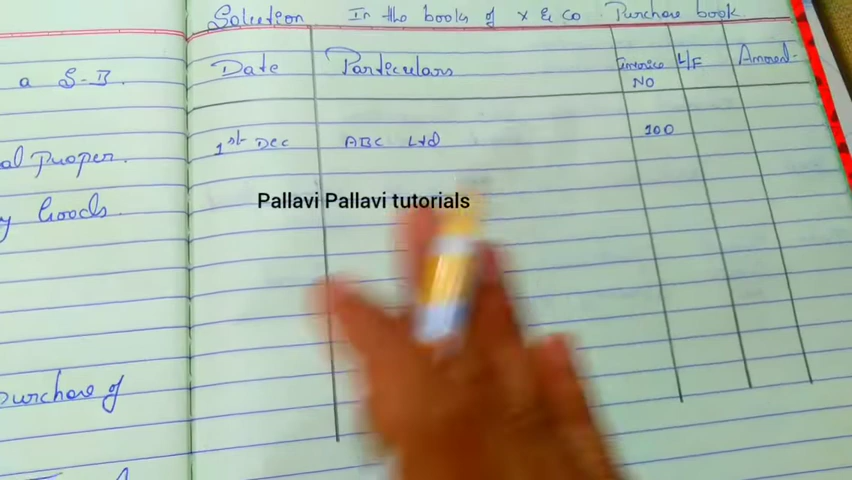 Solution In the books of X & Co. Purchase book.
a S-B.
Date Particulars Invoice NO L/F Amount.
1st Dec ABC Ltd 100
Proper.
Goods.
Pallavi Pallavi tutorials
Purchase of